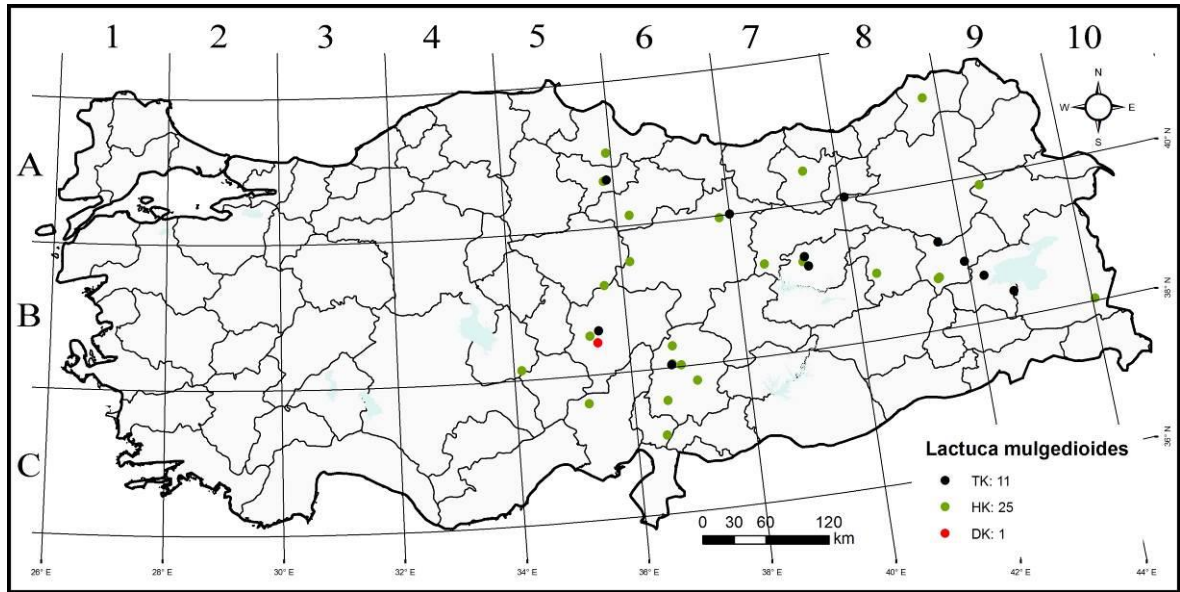 1 2 3 4 5 6 7 8 9 10
N
W E
S
40° N
A
38° N
B
36° N
C
Lactuca mulgedioides
TK: 11
HK: 25
DK: 1
0 30 60 120
km
26° E 28° E 30° E 32° E 34° E 36° E 38° E 40° E 42° E 44° E